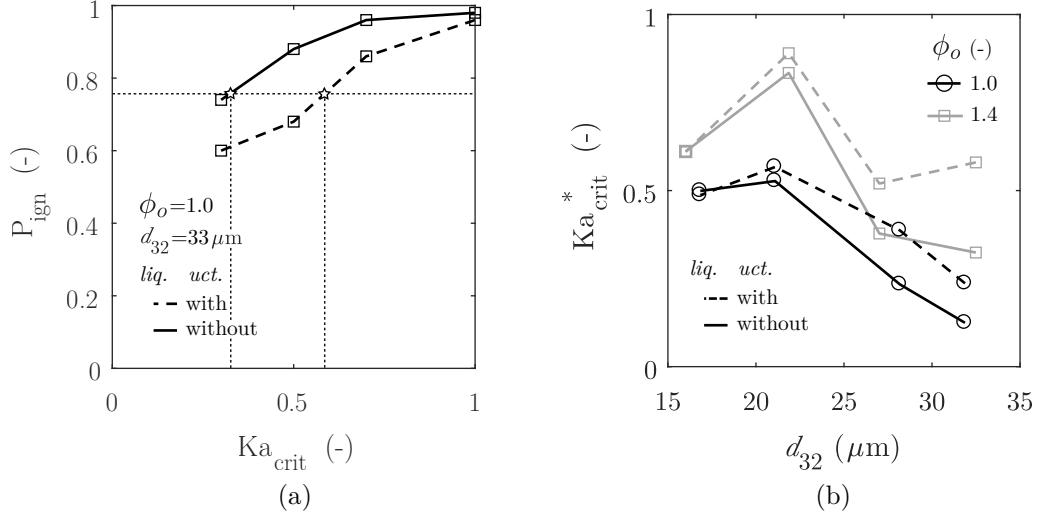 1
0.8
0.6
0.4
0.2
0
0
0.5
1
P_ign (-)
Ka_crit (-)
ϕ_o=1.0
d_32=33 μm
liq. uct.
with
without
(a)
1
0.5
0
15
20
25
30
35
Ka*_crit (-)
d_32 (μm)
ϕ_o (-)
1.0
1.4
liq. uct.
with
without
(b)